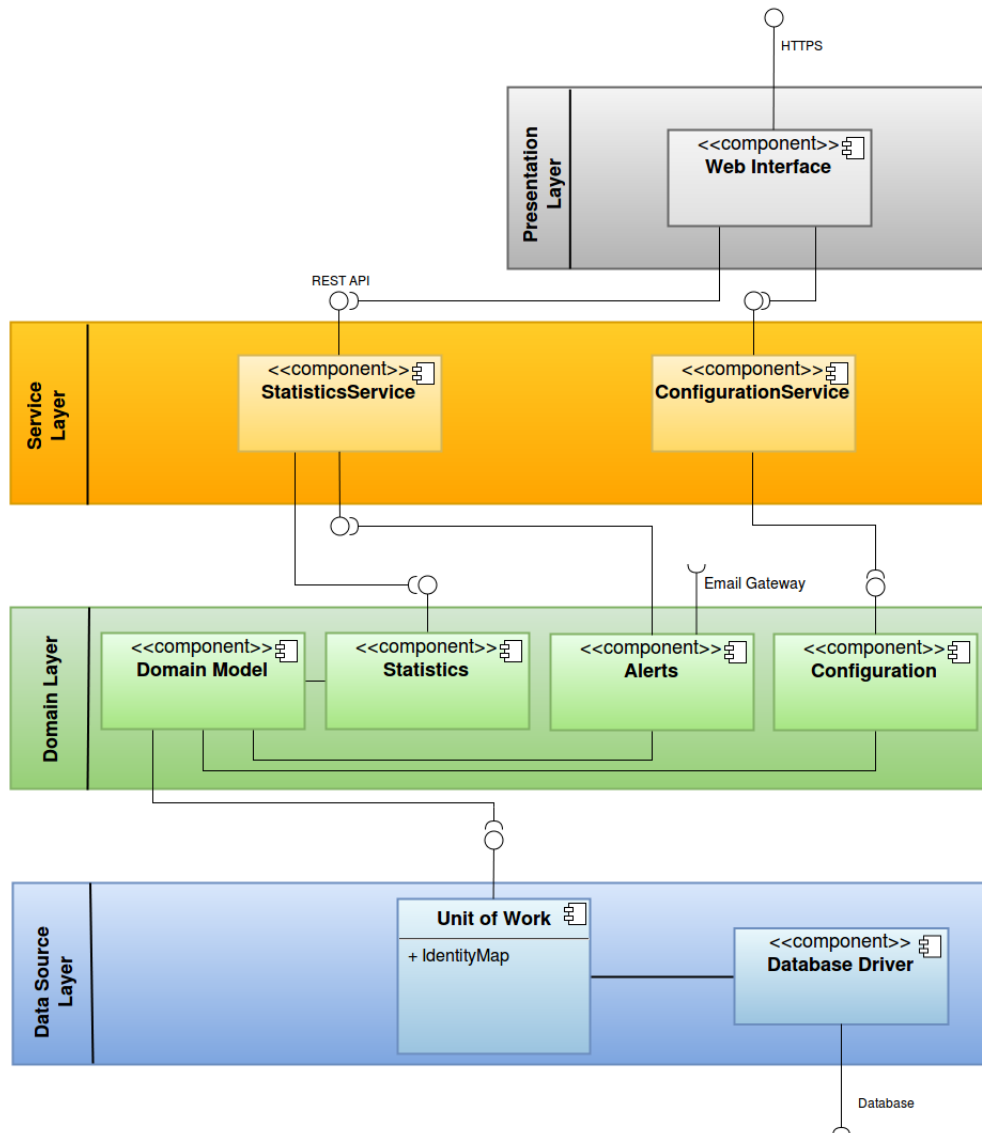 HTTPS
Presentation
Layer
<<component>>
Web Interface
REST API
Service
Layer
<<component>>
StatisticsService
<<component>>
ConfigurationService
Email Gateway
Domain Layer
<<component>>
Domain Model
<<component>>
Statistics
<<component>>
Alerts
<<component>>
Configuration
Data Source
Layer
Unit of Work
+ IdentityMap
<<component>>
Database Driver
Database